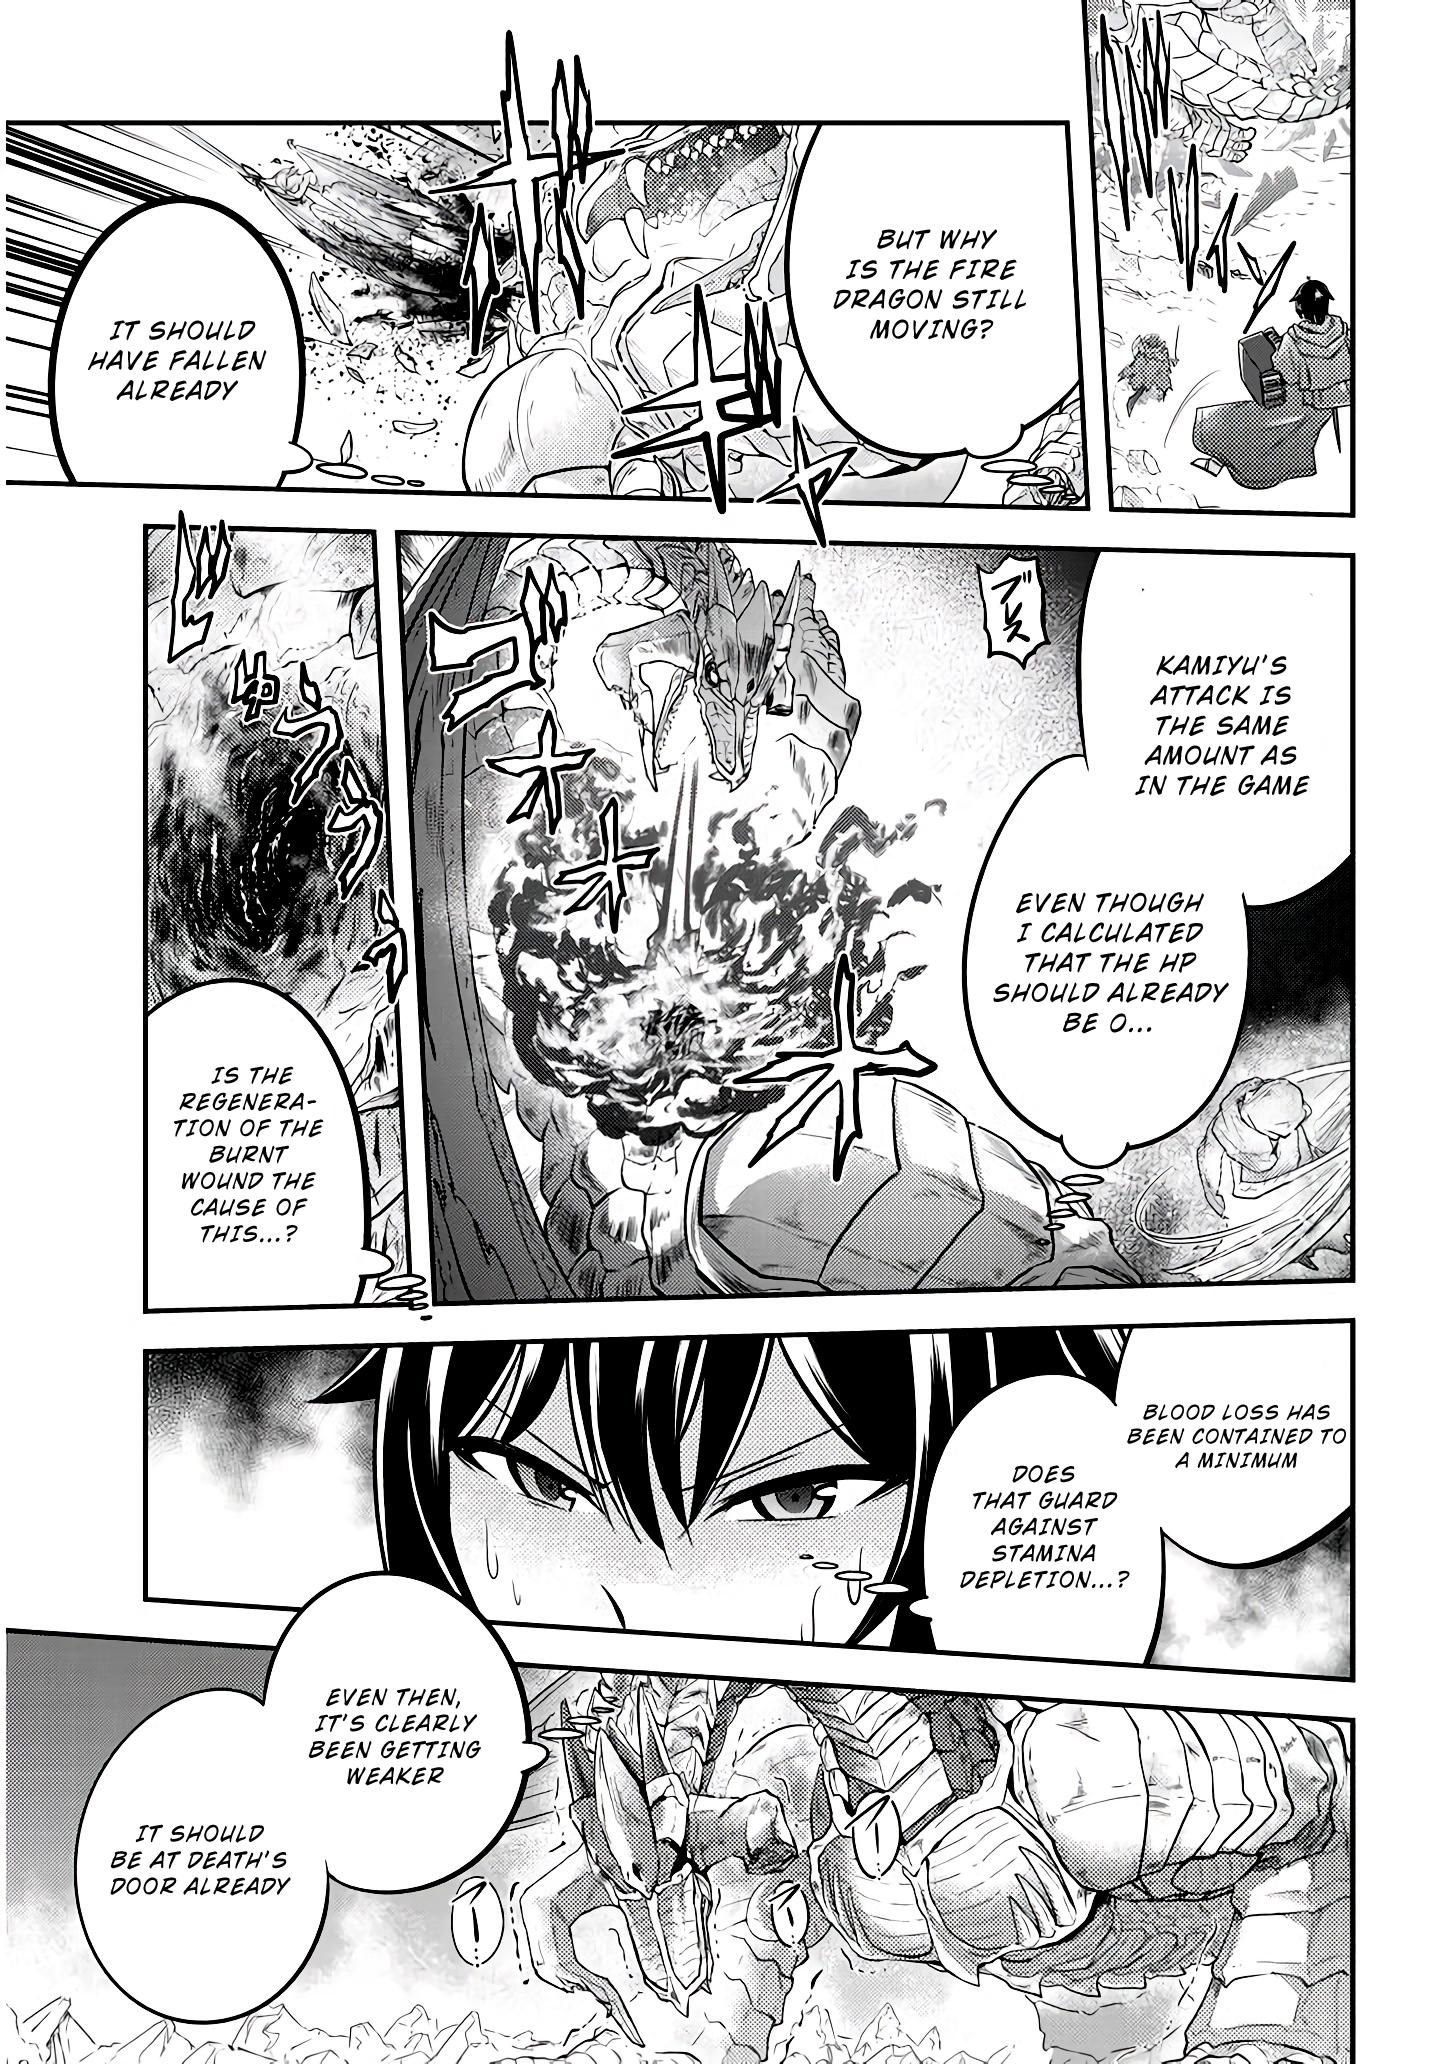 BUT WHY
IS THE FIRE
DRAGON STILL
MOVING?
IT SHOULD
HAVE FALLEN
ALREADY
ブレス
KAMIYU'S
ATTACK IS
THE SAME
AMOUNT AS
IN THE GAME
EVEN THOUGH
I CALCULATED
THAT THE HP
SHOULD ALREADY
BE 0...
IS THE
REGENERA-
TION OF THE
BURNT
WOUND THE
CAUSE OF
THIS...?
BLOOD LOSS HAS
BEEN CONTAINED TO
A MINIMUM
DOES
THAT GUARD
AGAINST
STAMINA
DEPLETION...?
EVEN THEN,
IT'S CLEARLY
BEEN GETTING
WEAKER
IT SHOULD
BE AT DEATH'S
DOOR ALREADY